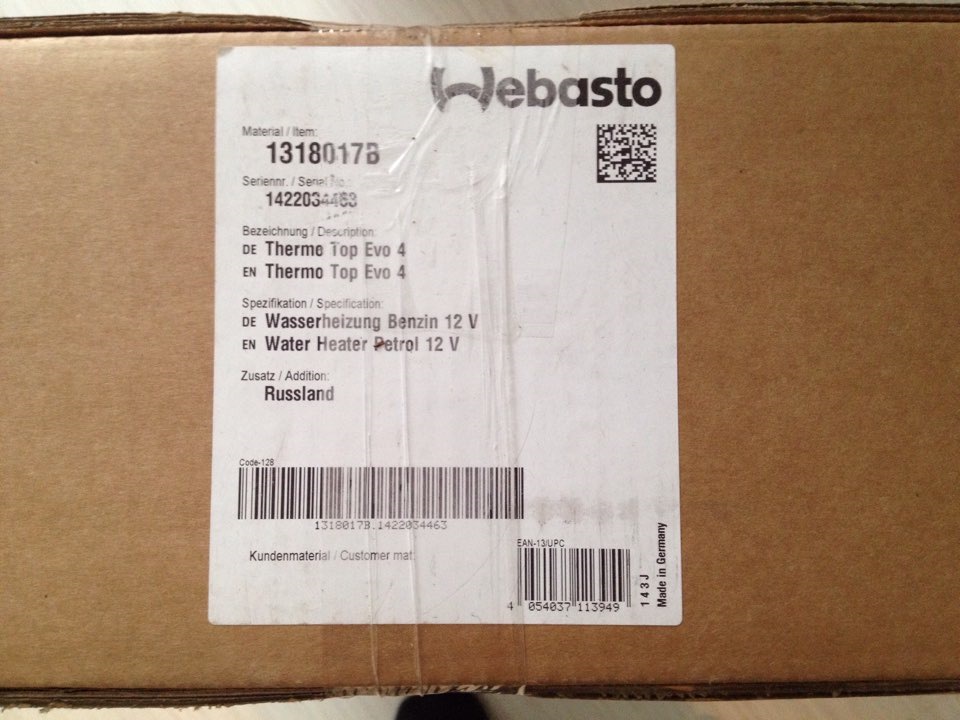 Webasto
Material / Item:
1318017B
Seriennr. / Serial No.:
1422034463
Bezeichnung / Description:
DE Thermo Top Evo 4
EN Thermo Top Evo 4
Spezifikation / Specification:
DE Wasserheizung Benzin 12 V
EN Water Heater Petrol 12 V
Zusatz / Addition:
Russland
Code-128
1318017B.1422034463
Kundenmaterial / Customer mat.
EAN-13/UPC
4 054037 113949
143J
Made in Germany